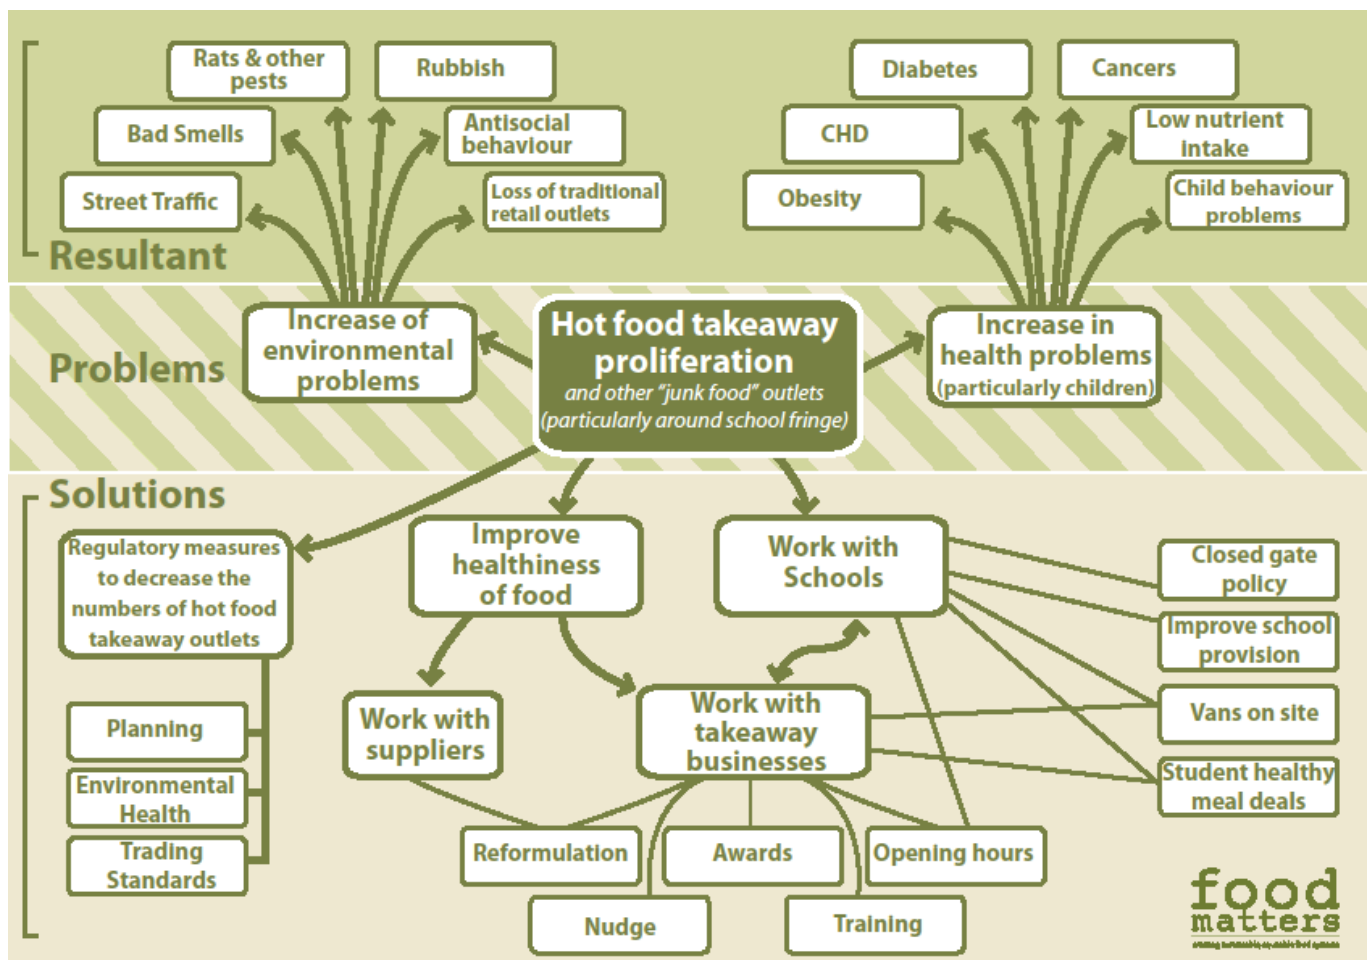 Rats & other
pests
Rubbish
Bad Smells
Antisocial
behaviour
Street Traffic
Loss of traditional
retail outlets
Diabetes
Cancers
CHD
Low nutrient
intake
Obesity
Child behaviour
problems
Resultant
Problems
Increase of
environmental
problems
Hot food takeaway
proliferation
and other "junk food" outlets
(particularly around school fringe)
Increase in
health problems
(particularly children)
Solutions
Regulatory measures
to decrease the
numbers of hot food
takeaway outlets
Improve
healthiness
of food
Work with
Schools
Closed gate
policy
Improve school
provision
Vans on site
Student healthy
meal deals
Planning
Environmental
Health
Trading
Standards
Work with
suppliers
Work with
takeaway
businesses
Reformulation
Awards
Opening hours
Nudge
Training
food
matters